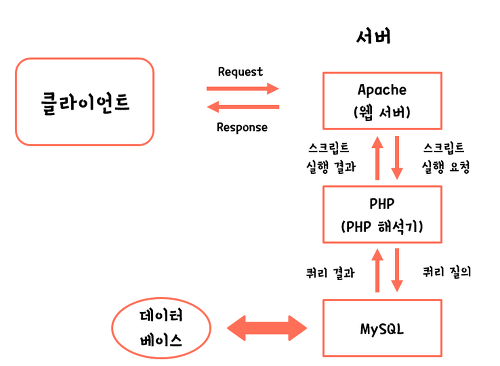 서버
Request
클라이언트
Apache
(웹 서버)
Response
스크립트
실행 결과
스크립트
실행 요청
PHP
(PHP 해석기)
쿼리 결과
쿼리 질의
데이터
베이스
MySQL